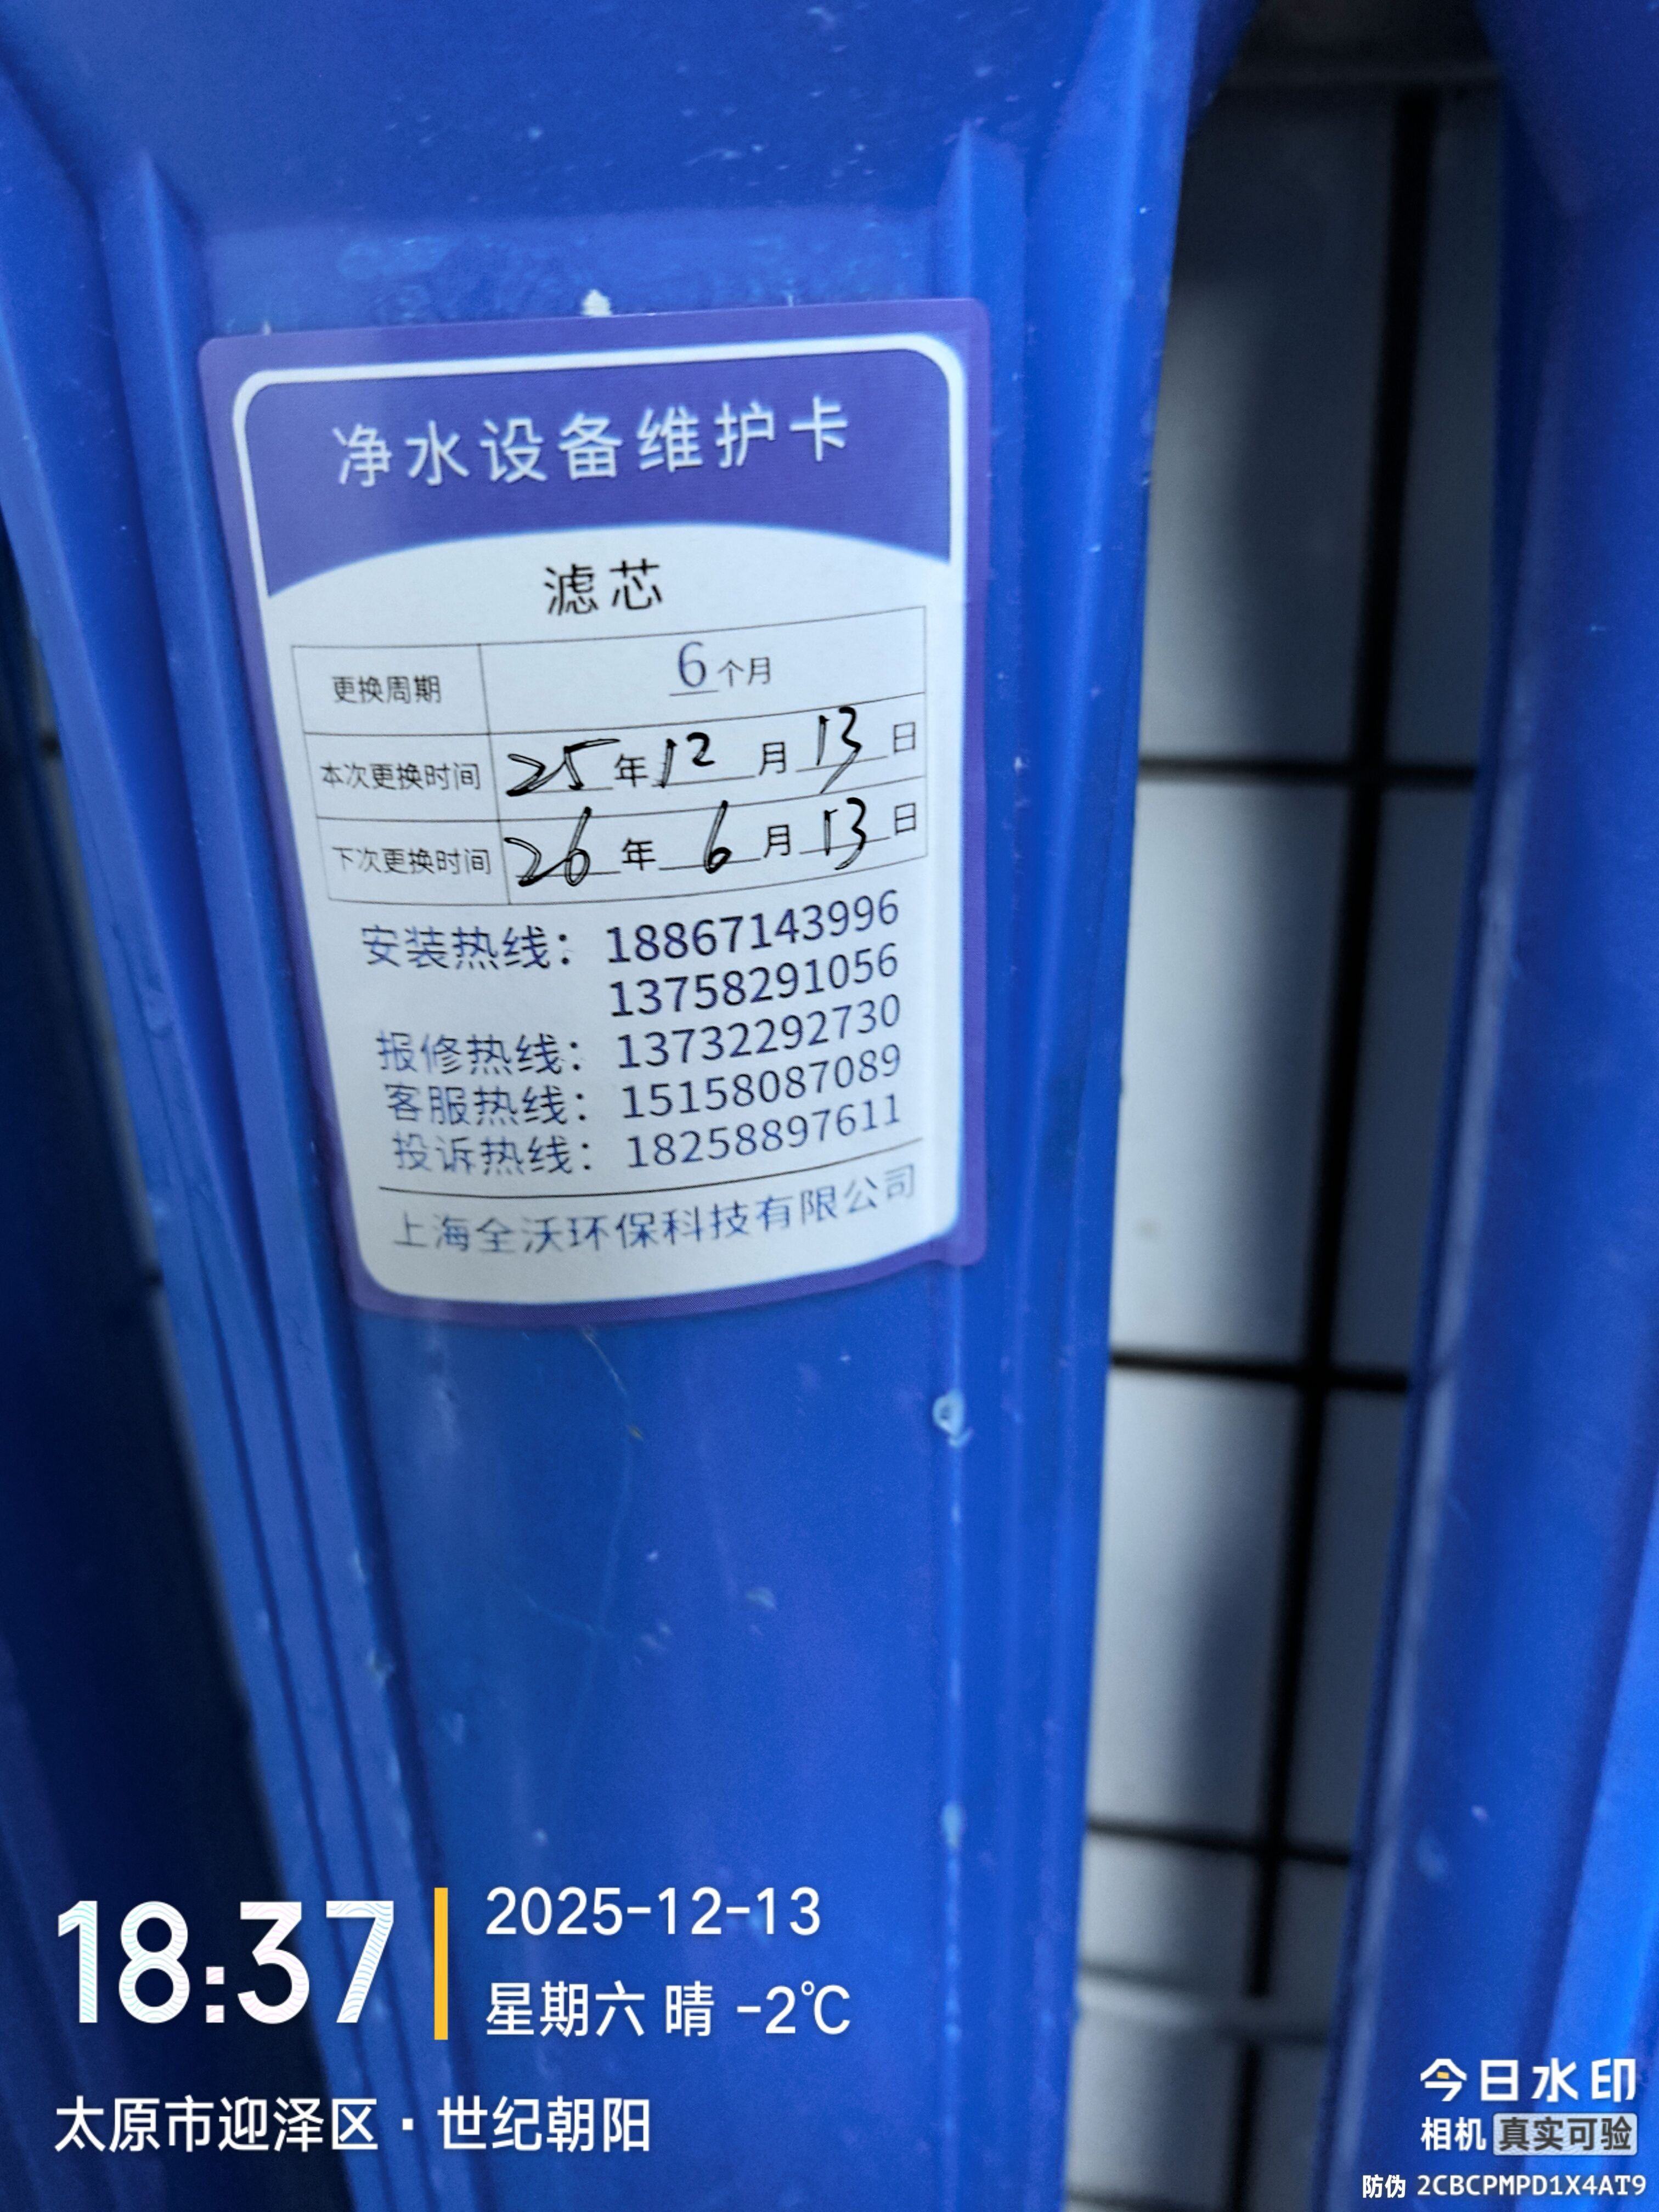 净水设备维护卡
滤芯
更换周期 6个月
本次更换时间 25年12月13日
下次更换时间 26年6月13日
安装热线：18867143996
13758291056
报修热线：13732292730
客服热线：15158087089
投诉热线：18258897611
上海全沃环保科技有限公司
18:37
2025-12-13
星期六 晴 -2℃
太原市迎泽区·世纪朝阳
今日水印
相机 真实可验
防伪 2CBCPMPD1X4AT9